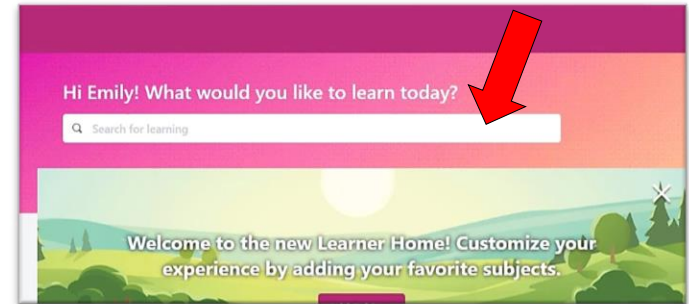 Hi Emily! What would you like to learn today?
Search for learning
Welcome to the new Learner Home! Customize your
experience by adding your favorite subjects.